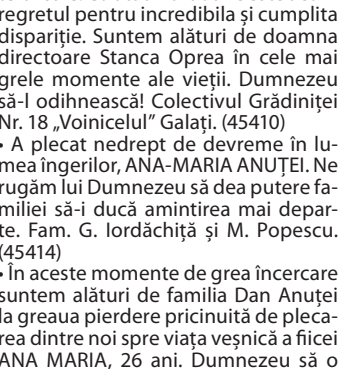 regretul pentru incredibila și cumplita
dispariție. Suntem alături de doamna
directoare Stanca Oprea în cele mai
grele momente ale vieții. Dumnezeu
să-l odihnească! Colectivul Grădiniței
Nr. 18 „Voinicelul” Galați. (45410)
• A plecat nedrept de devreme în lu-
mea îngerilor, ANA-MARIA ANUȚEI. Ne
rugăm lui Dumnezeu să dea putere fa-
miliei să-i ducă amintirea mai depar-
te. Fam. G. Iordăchiță și M. Popescu.
(45414)
• În aceste momente de grea încercare
suntem alături de familia Dan Anuței
la greaua pierdere pricinuită de pleca-
rea dintre noi spre viața veșnică a fiicei
ANA MARIA, 26 ani. Dumnezeu să o